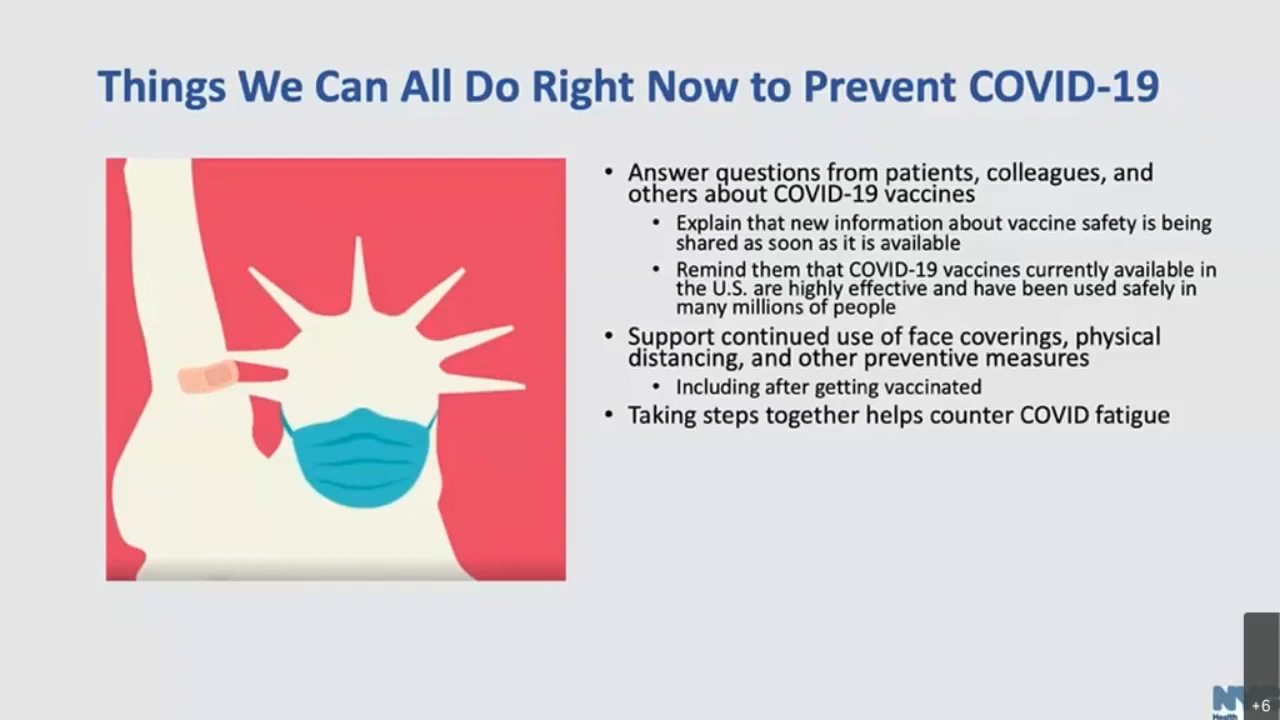 Things We Can All Do Right Now to Prevent COVID-19
• Answer questions from patients, colleagues, and
others about COVID-19 vaccines
• Explain that new information about vaccine safety is being
shared as soon as it is available
• Remind them that COVID-19 vaccines currently available in
the U.S. are highly effective and have been used safely in
many millions of people
• Support continued use of face coverings, physical
distancing, and other preventive measures
• Including after getting vaccinated
• Taking steps together helps counter COVID fatigue
Health
+6